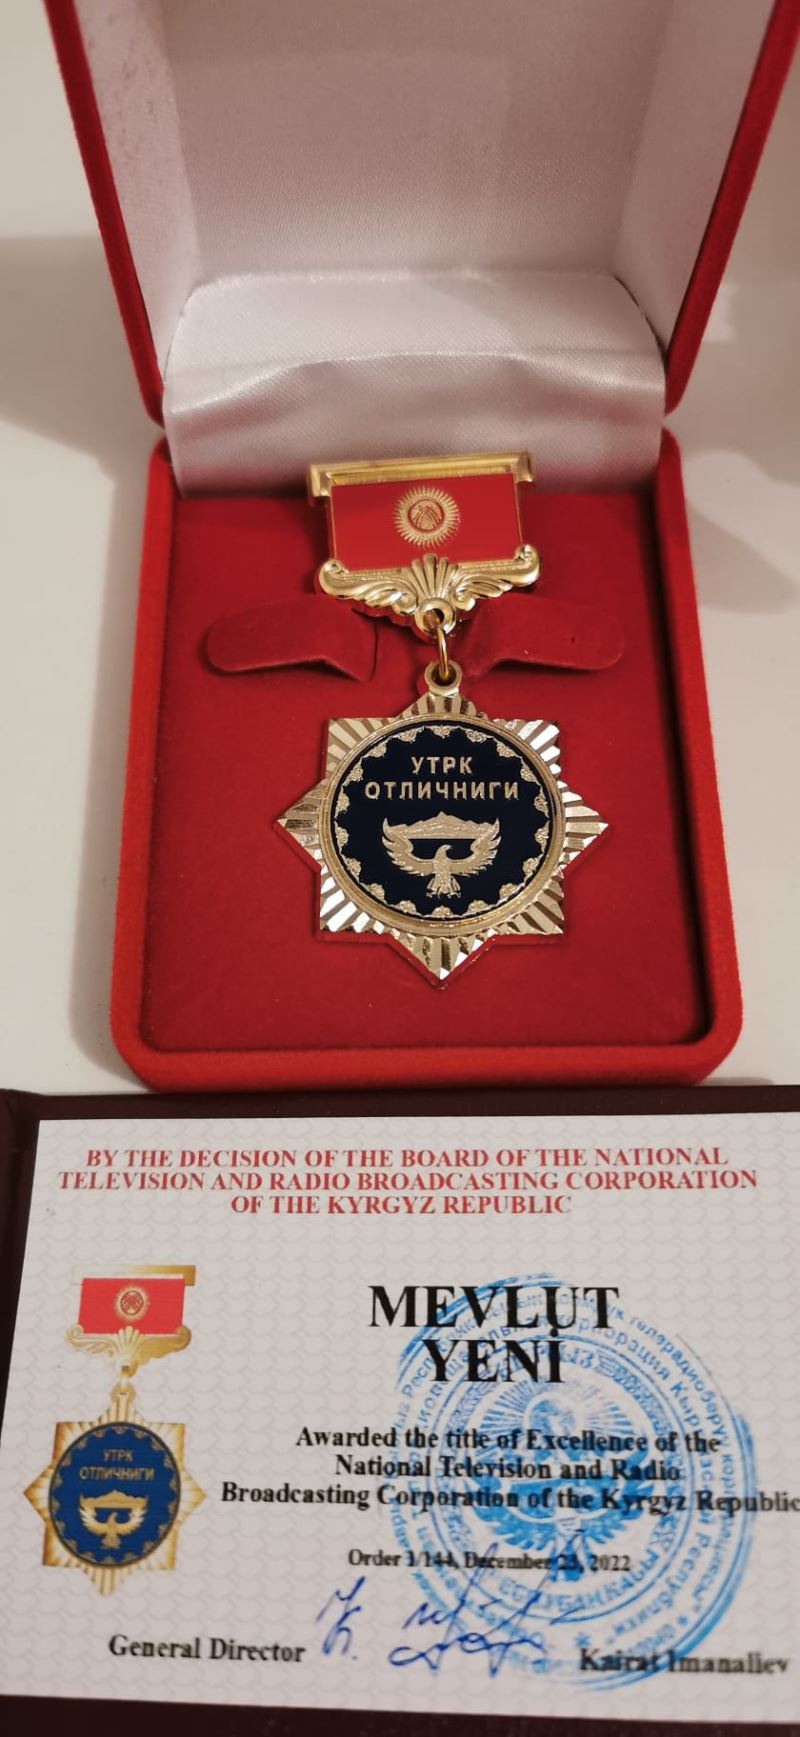 УТРК
ОТЛИЧНИГИ
BY THE DECISION OF THE BOARD OF THE NATIONAL
TELEVISION AND RADIO BROADCASTING CORPORATION
OF THE KYRGYZ REPUBLIC
MEVLUT
YENİ
УТРК
ОТЛИЧНИГИ
Awarded the title of Excellence of the
National Television and Radio
Broadcasting Corporation of the Kyrgyz Republic
Order 1/144, December 23, 2022
General Director
Kairat Imanaliev